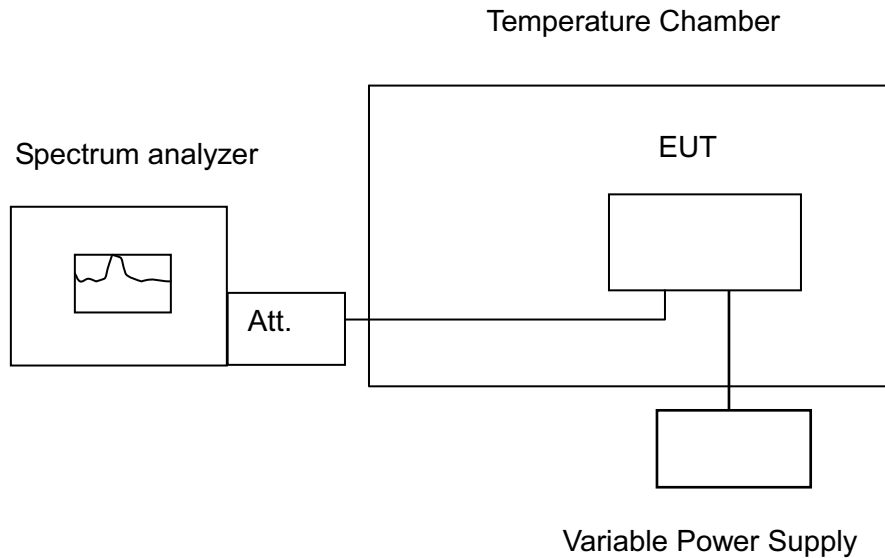 Temperature Chamber
Spectrum analyzer
EUT
Att.
Variable Power Supply